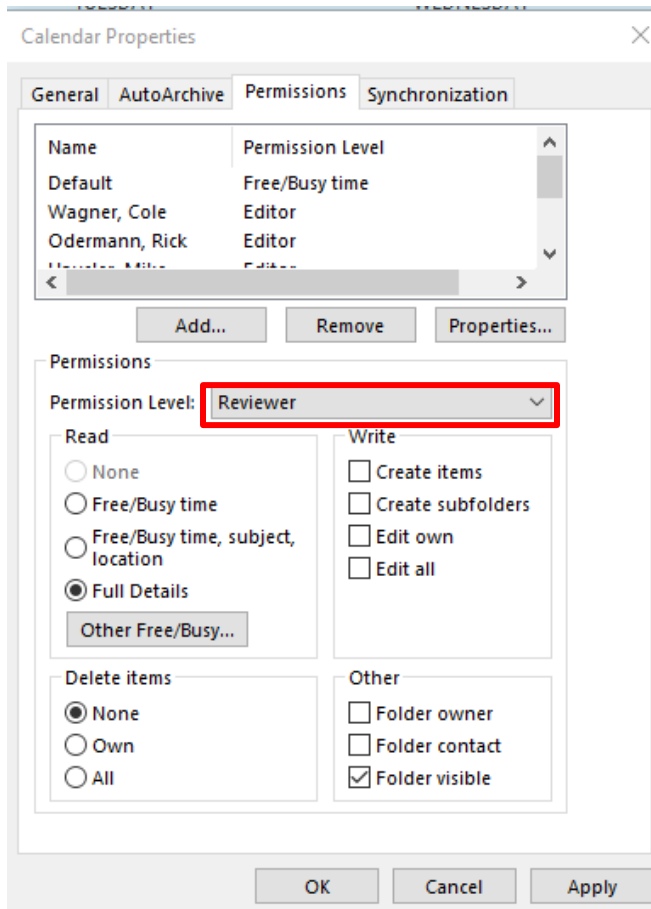 TUESDAY WEDNESDAY
Calendar Properties
General AutoArchive Permissions Synchronization
Name Permission Level
Default Free/Busy time
Wagner, Cole Editor
Odermann, Rick Editor
Editor
Add... Remove Properties...
Permissions
Permission Level: Reviewer
Read Write
None Create items
Free/Busy time Create subfolders
Free/Busy time, subject, Edit own
location
Edit all
Full Details
Other Free/Busy...
Delete items Other
None Folder owner
Own Folder contact
All Folder visible
OK Cancel Apply